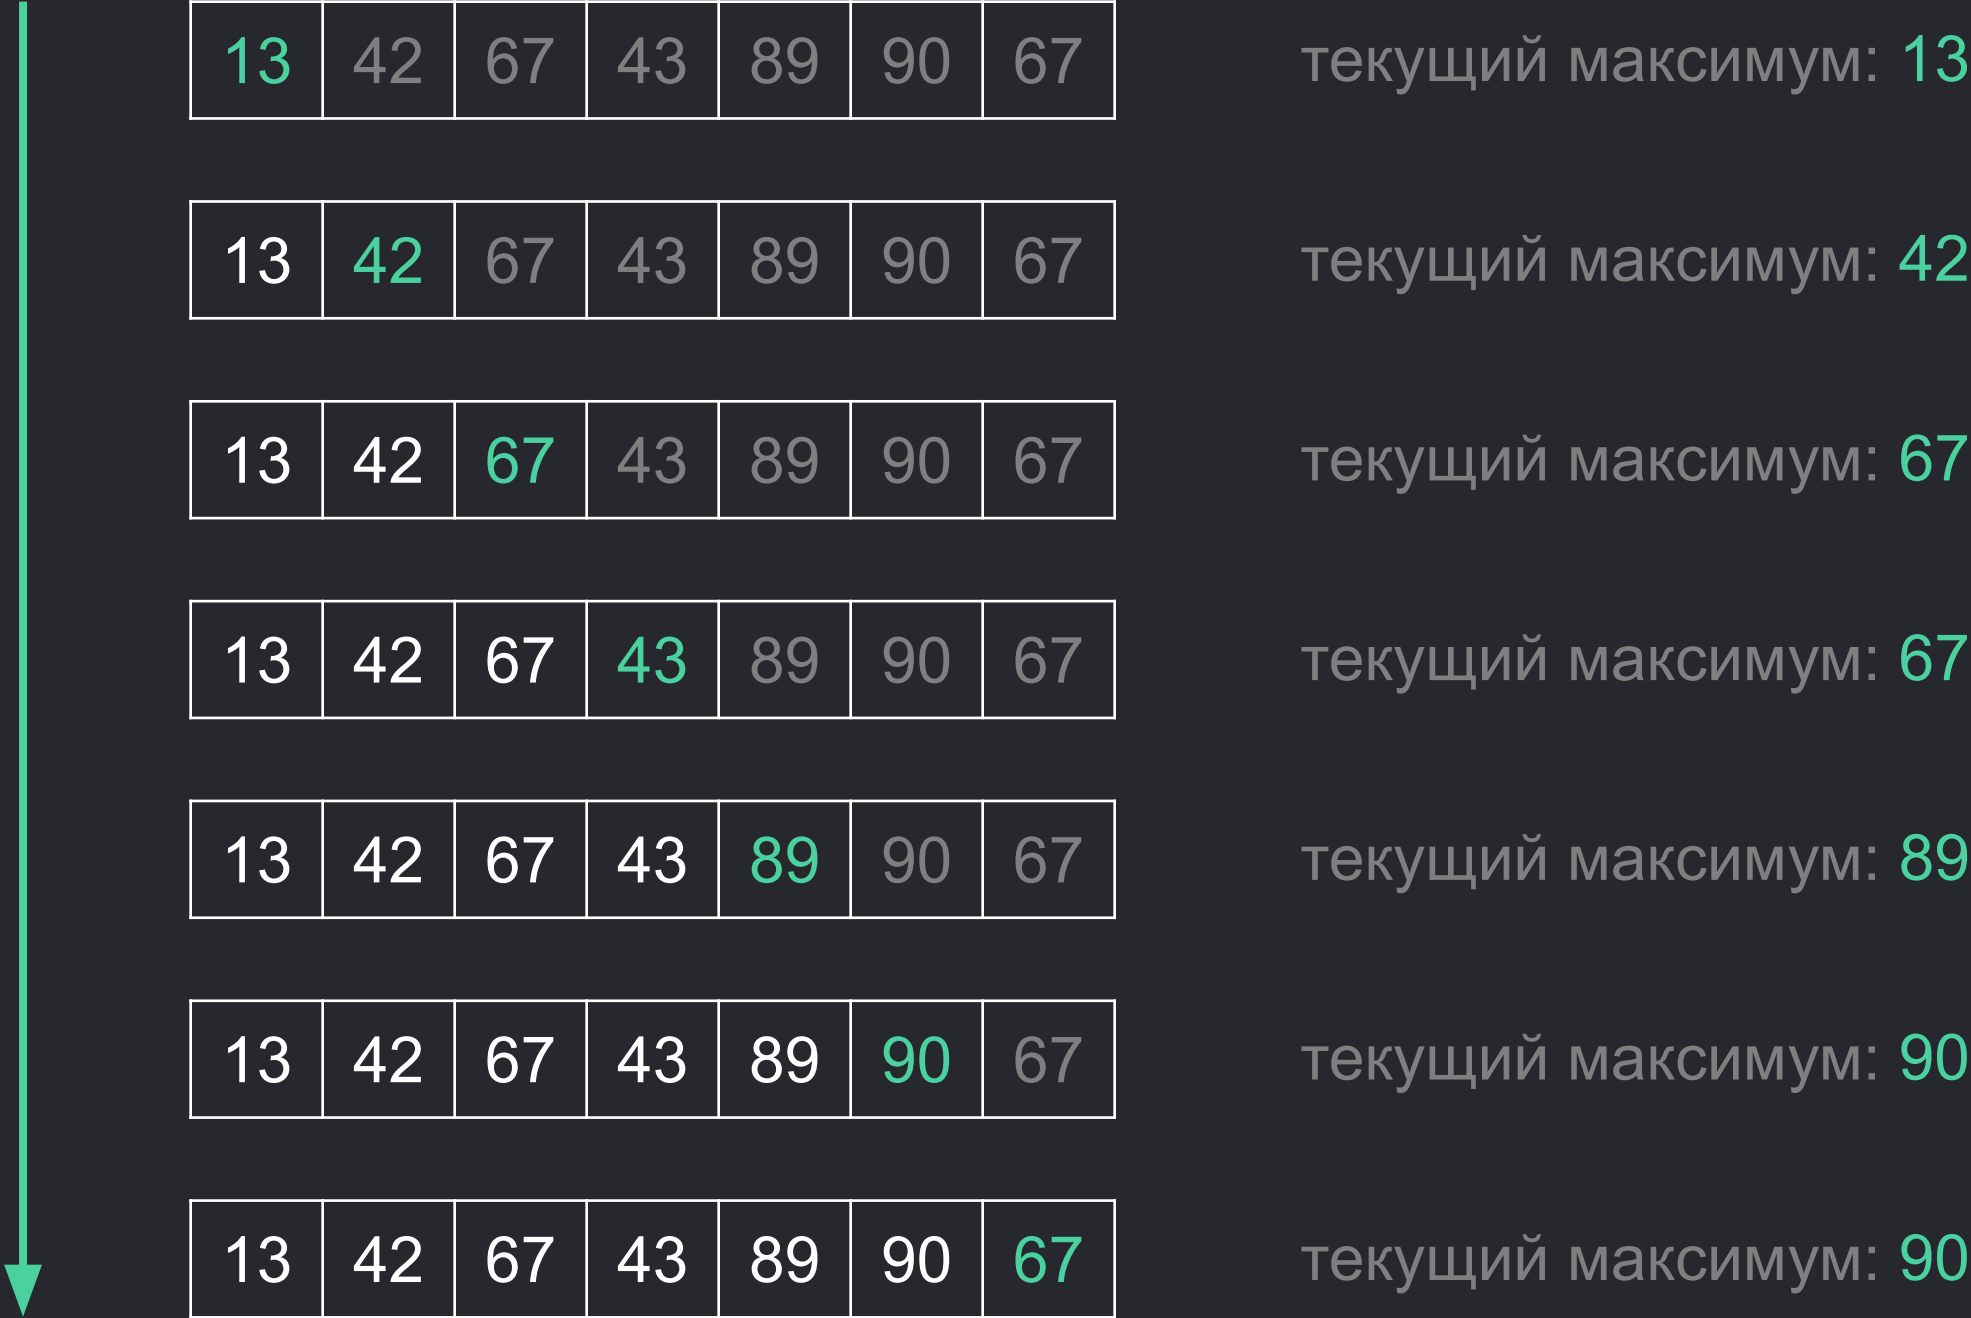 13 42 67 43 89 90 67 текущий максимум: 13
13 42 67 43 89 90 67 текущий максимум: 42
13 42 67 43 89 90 67 текущий максимум: 67
13 42 67 43 89 90 67 текущий максимум: 67
13 42 67 43 89 90 67 текущий максимум: 89
13 42 67 43 89 90 67 текущий максимум: 90
13 42 67 43 89 90 67 текущий максимум: 90